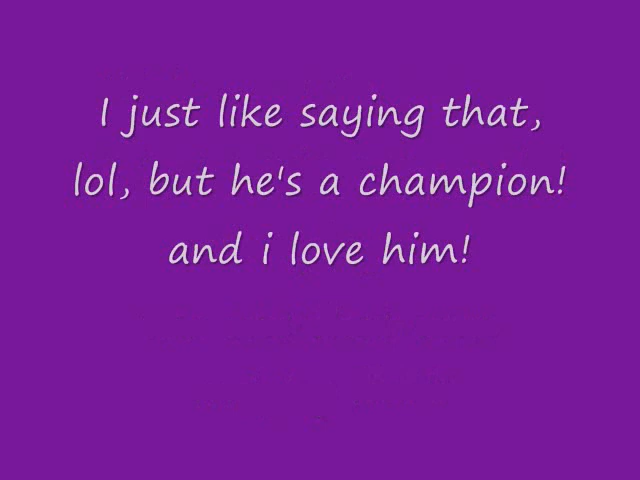 I just like saying that,
lol, but he's a champion!
and i love him!